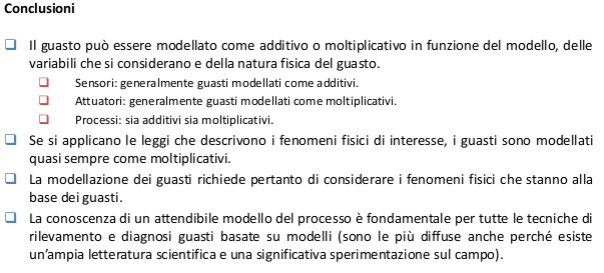 Conclusioni
❑ Il guasto può essere modellato come additivo o moltiplicativo in funzione del modello, delle
variabili che si considerano e della natura fisica del guasto.
❑ Sensori: generalmente guasti modellati come additivi.
❑ Attuatori: generalmente guasti modellati come moltiplicativi.
❑ Processi: sia additivi sia moltiplicativi.
❑ Se si applicano le leggi che descrivono i fenomeni fisici di interesse, i guasti sono modellati
quasi sempre come moltiplicativi.
❑ La modellazione dei guasti richiede pertanto di considerare i fenomeni fisici che stanno alla
base dei guasti.
❑ La conoscenza di un attendibile modello del processo è fondamentale per tutte le tecniche di
rilevamento e diagnosi guasti basate su modelli (sono le più diffuse anche perché esiste
un'ampia letteratura scientifica e una significativa sperimentazione sul campo).